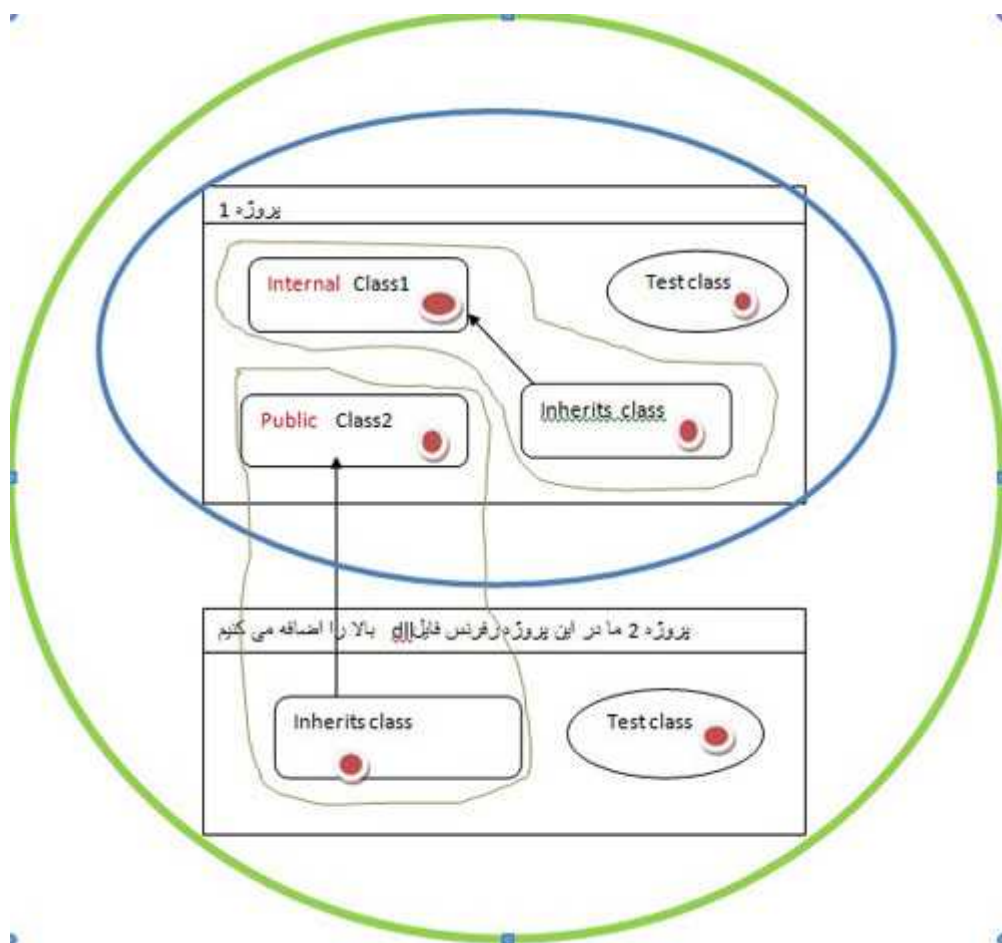 پروژه 1
Internal Class1
Test class
Inherits class
Public Class2
پروژه 2 ما در این پروژه رفرنس فایل dll بالا را اضافه می کنیم
Inherits class
Test class